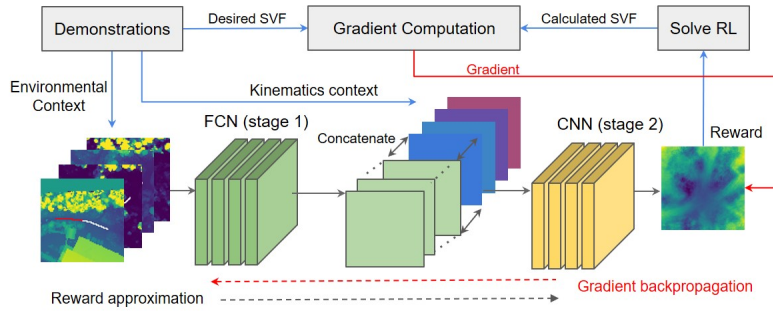 Demonstrations
Desired SVF
Gradient Computation
Calculated SVF
Solve RL
Gradient
Environmental
Context
Kinematics context
FCN (stage 1)
Concatenate
CNN (stage 2)
Reward
Gradient backpropagation
Reward approximation